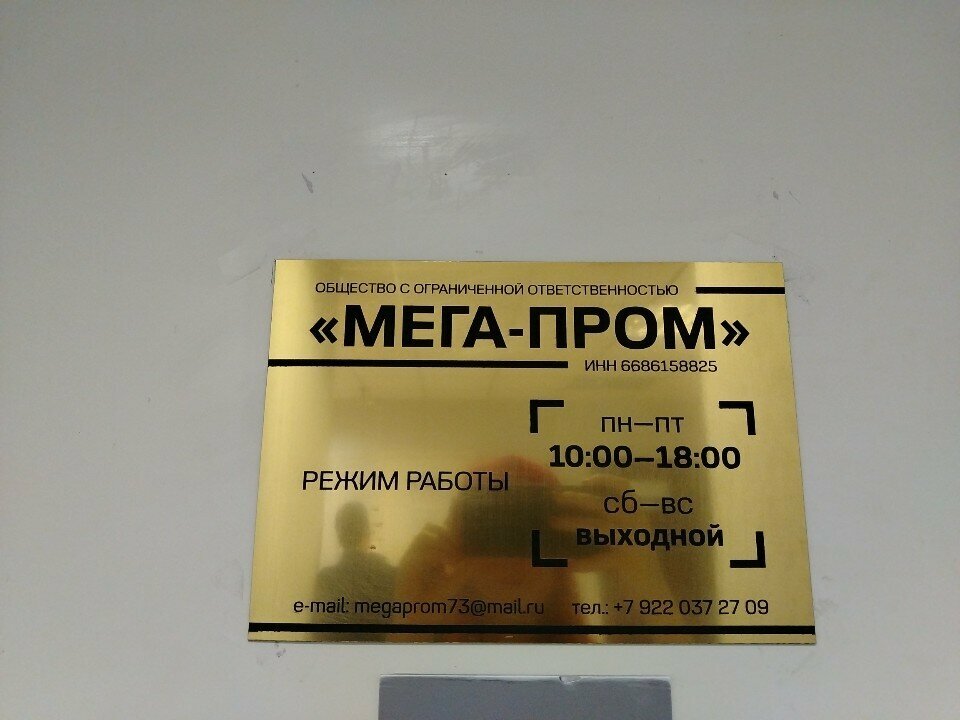 ОБЩЕСТВО С ОГРАНИЧЕННОЙ ОТВЕТСТВЕННОСТЬЮ
«МЕГА-ПРОМ»
ИНН 6686158825
РЕЖИМ РАБОТЫ
пн–пт
10:00–18:00
сб–вс
выходной
e-mail: megaprom73@mail.ru тел.: +7 922 037 27 09